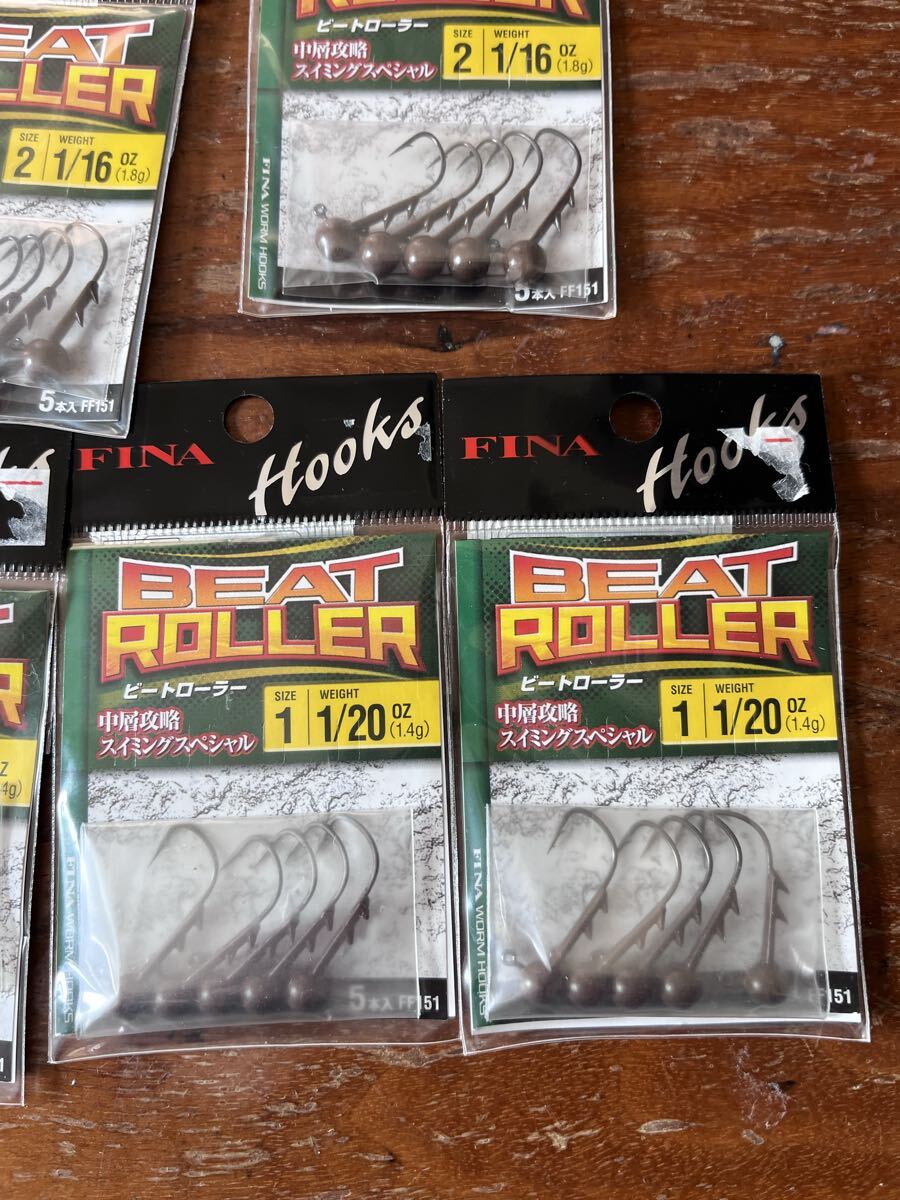 EAT
LLER
SIZE WEIGHT
2 1/16 OZ
(1.8g)
5本入 FF151
ROLLER
ビートローラー
中層攻略
スイミングスペシャル
SIZE WEIGHT
2 1/16 OZ
(1.8g)
FINA WORM HOOKS
5本入 FF151
R
Z
4g)
FINA Hooks
BEAT
ROLLER
ビートローラー
中層攻略
スイミングスペシャル
SIZE WEIGHT
1 1/20 OZ
(1.4g)
FINA WORM HOOKS
5本入 FF151
FINA Hooks
BEAT
ROLLER
ビートローラー
中層攻略
スイミングスペシャル
SIZE WEIGHT
1 1/20 OZ
(1.4g)
FINA WORM HOOKS
FF151